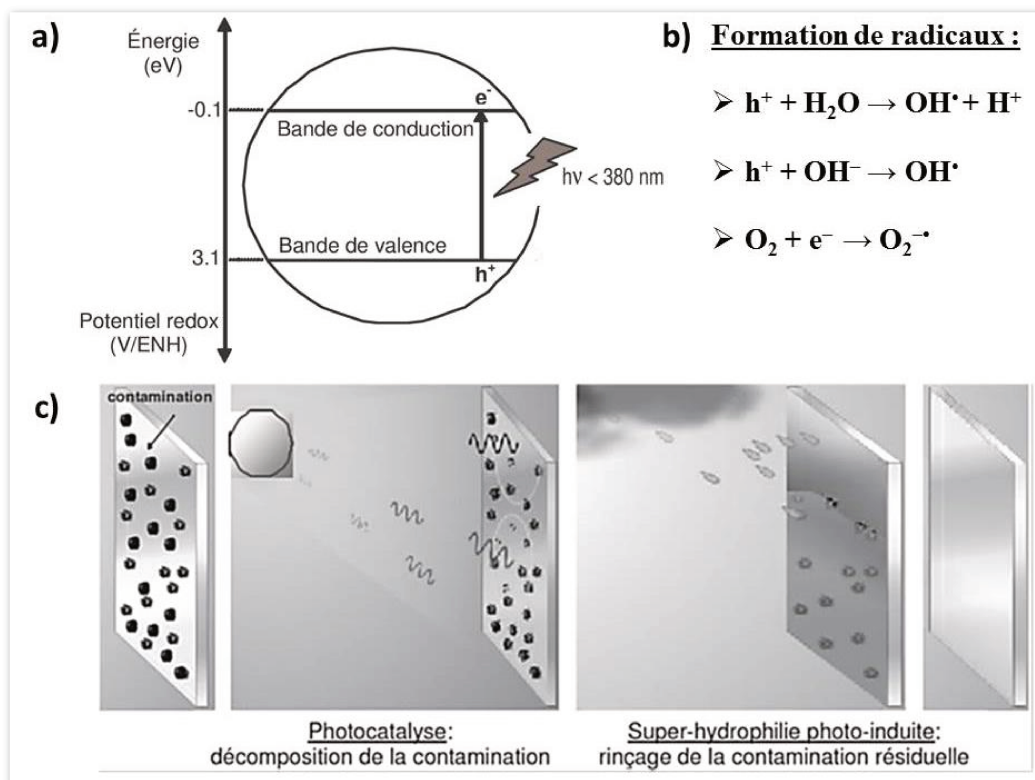 a)
Énergie
(eV)
-0.1
e⁻
Bande de conduction
hν < 380 nm
Bande de valence
3.1
h⁺
Potentiel redox
(V/ENH)
b) Formation de radicaux :
➢ h⁺ + H₂O → OH• + H⁺
➢ h⁺ + OH⁻ → OH•
➢ O₂ + e⁻ → O₂⁻•
c)
contamination
Photocatalyse:
décomposition de la contamination
Super-hydrophilie photo-induite:
rinçage de la contamination résiduelle